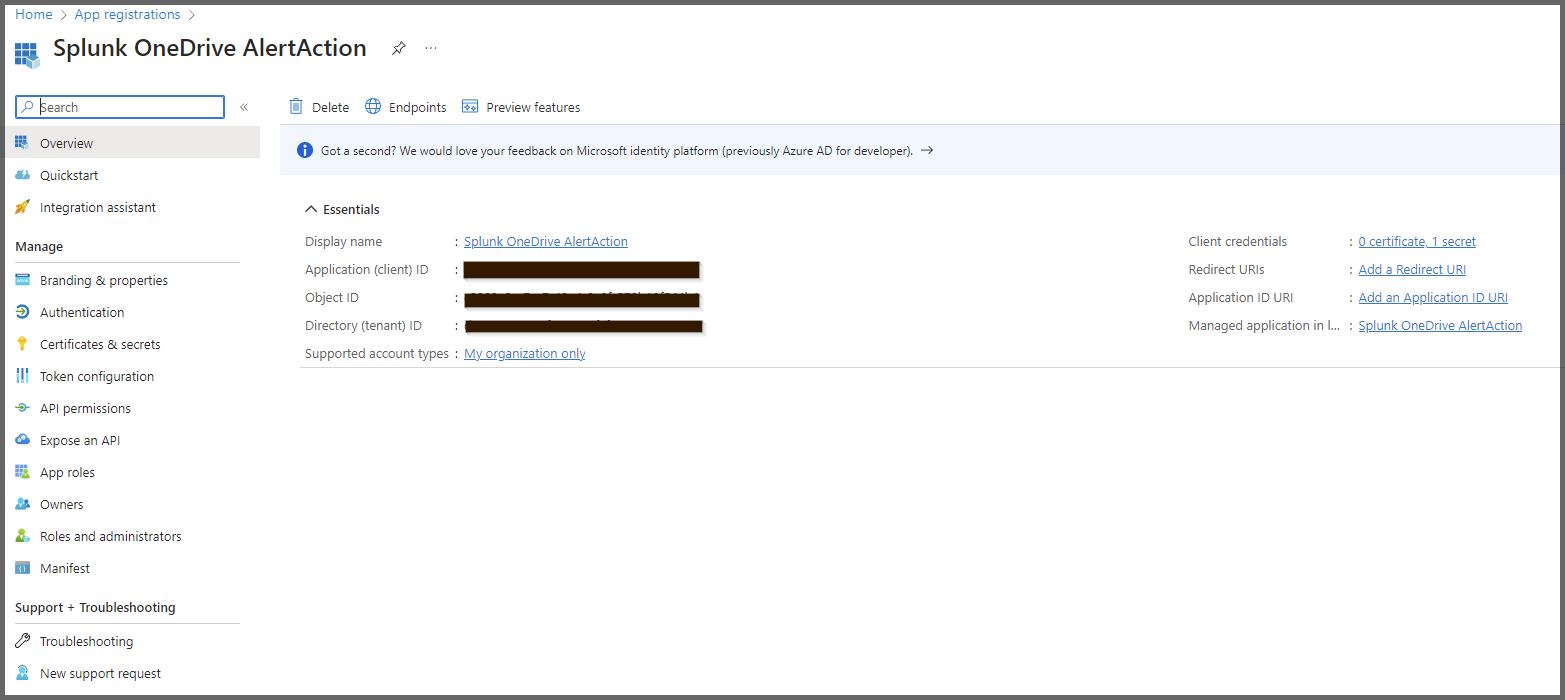 Home > App registrations >
Splunk OneDrive AlertAction ...
Search «
Overview
Quickstart
Integration assistant
Manage
Branding & properties
Authentication
Certificates & secrets
Token configuration
API permissions
Expose an API
App roles
Owners
Roles and administrators
Manifest
Support + Troubleshooting
Troubleshooting
New support request
Delete Endpoints Preview features
Got a second? We would love your feedback on Microsoft identity platform (previously Azure AD for developer). →
Essentials
Display name : Splunk OneDrive AlertAction
Application (client) ID :
Object ID :
Directory (tenant) ID :
Supported account types : My organization only
Client credentials : 0 certificate, 1 secret
Redirect URIs : Add a Redirect URI
Application ID URI : Add an Application ID URI
Managed application in l... : Splunk OneDrive AlertAction